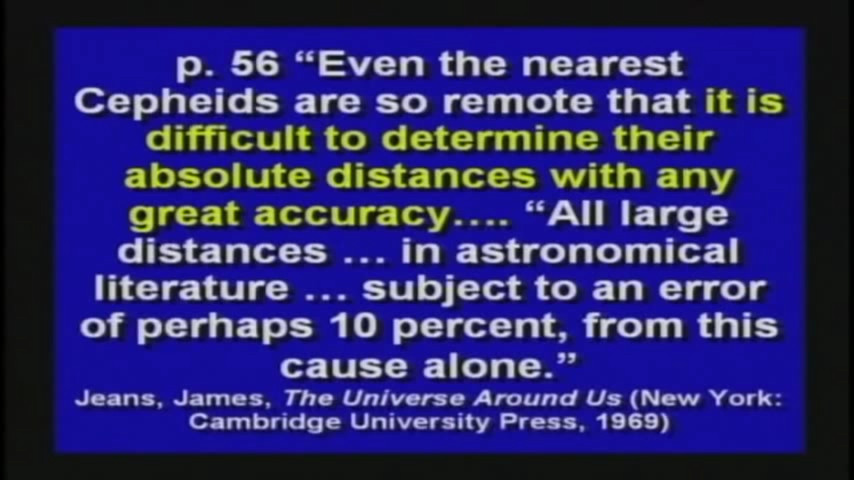 p. 56 “Even the nearest
Cepheids are so remote that it is
difficult to determine their
absolute distances with any
great accuracy…. “All large
distances … in astronomical
literature … subject to an error
of perhaps 10 percent, from this
cause alone.”
Jeans, James, The Universe Around Us (New York:
Cambridge University Press, 1969)